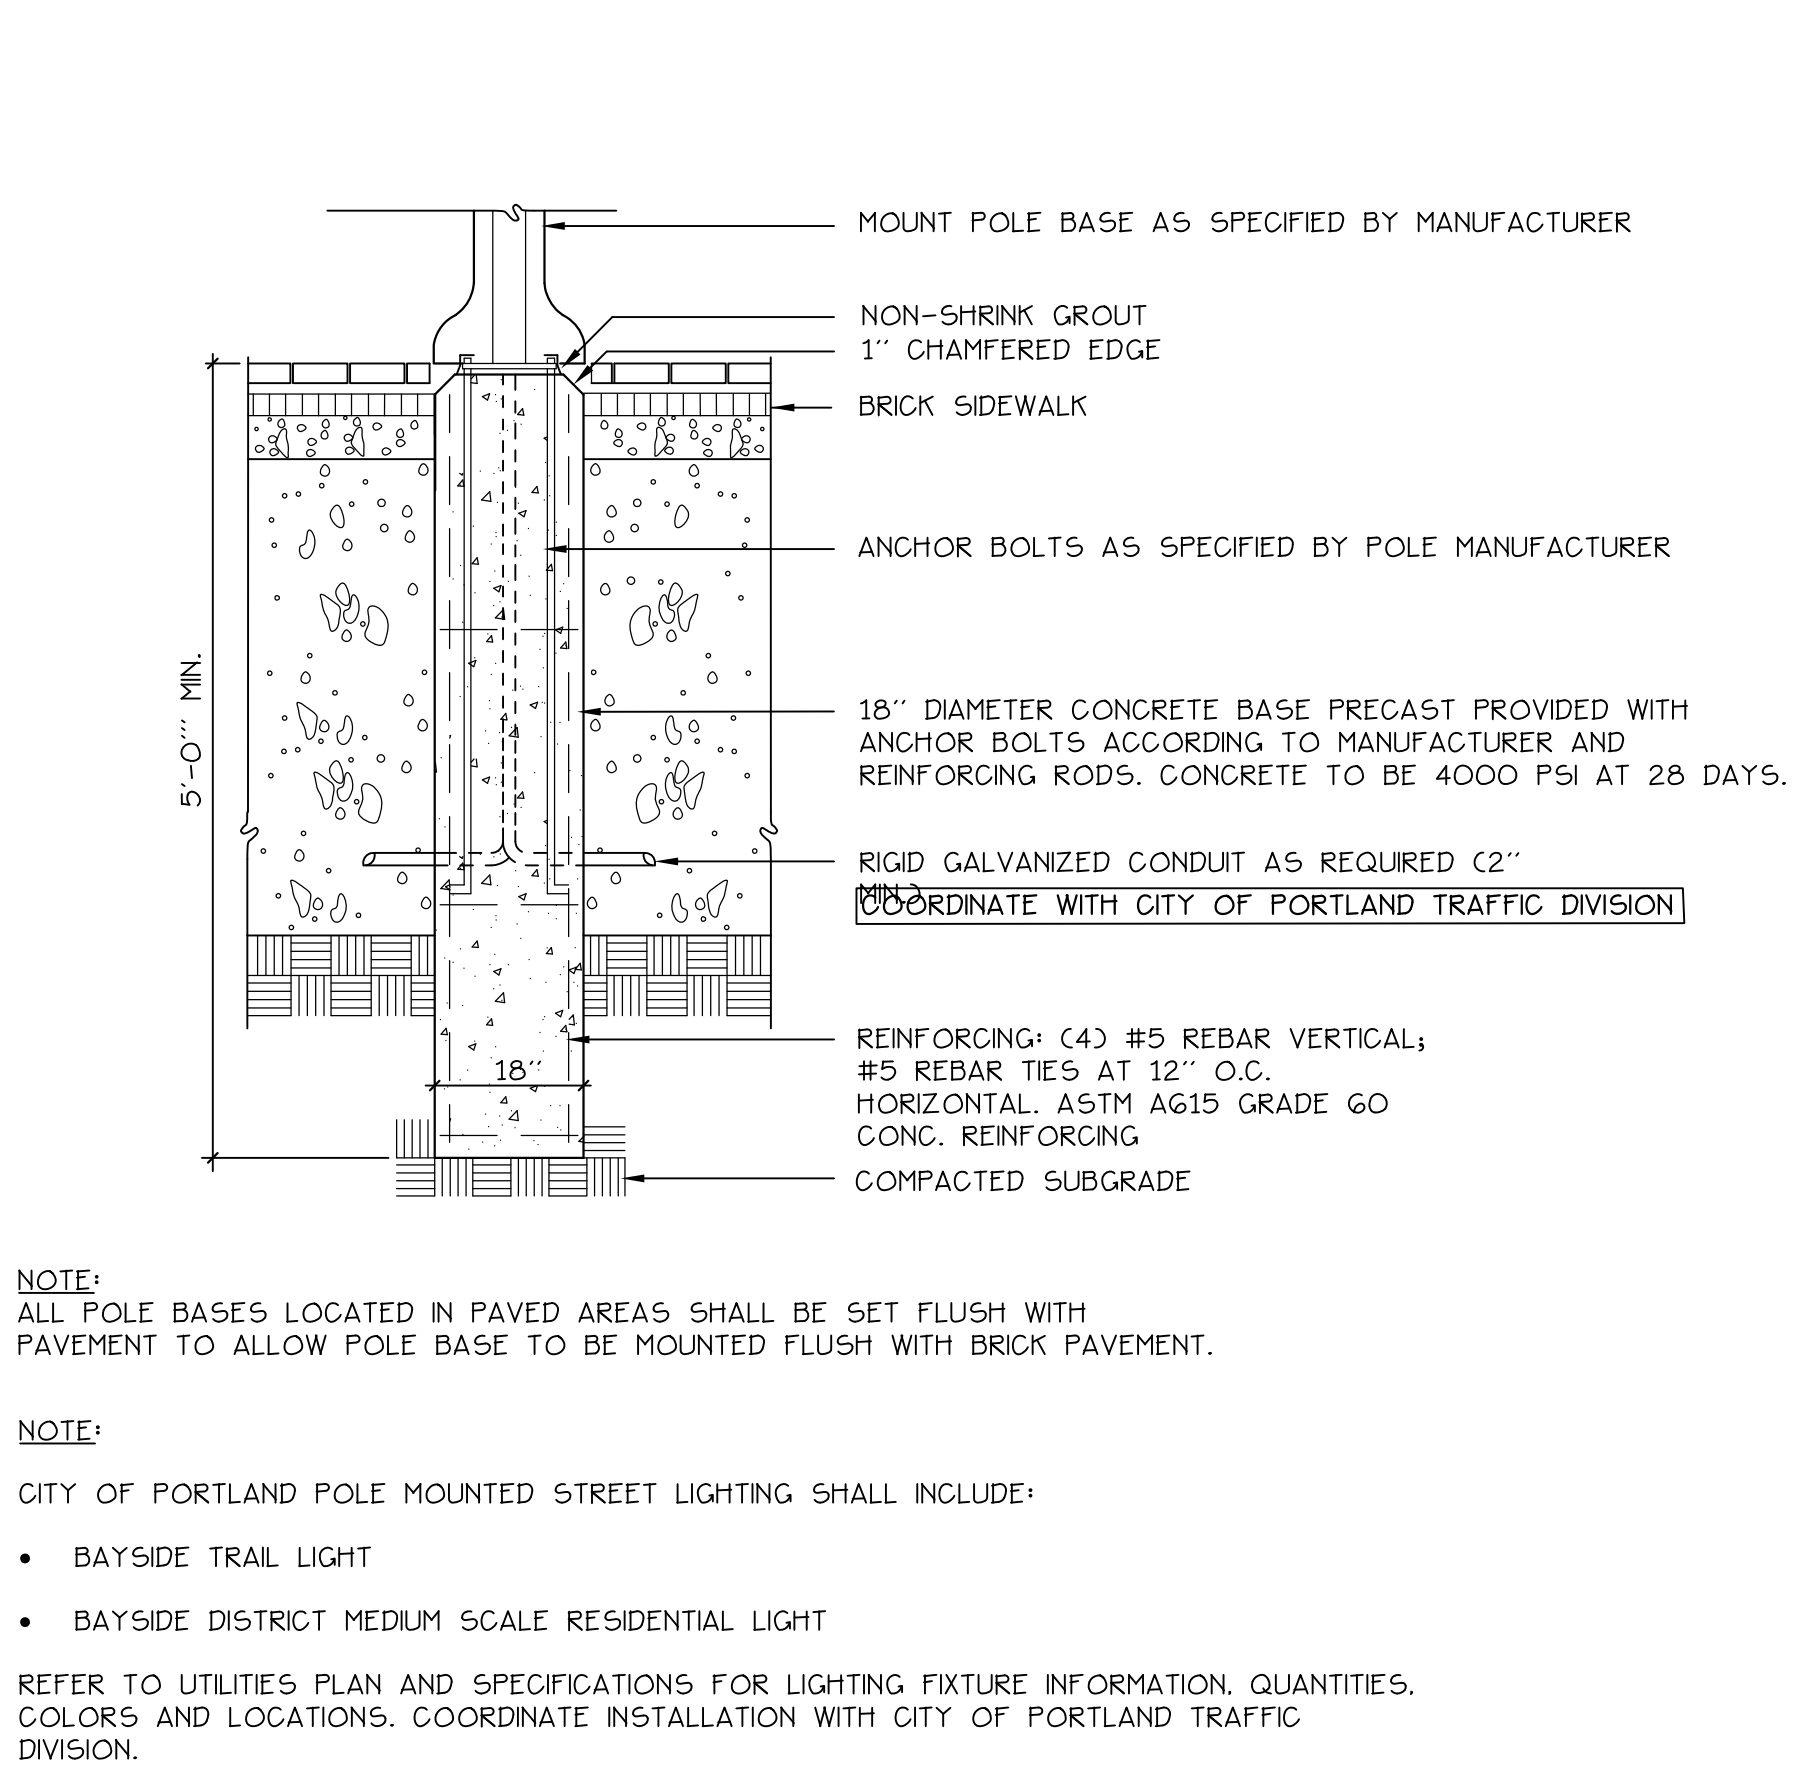 MOUNT POLE BASE AS SPECIFIED BY MANUFACTURER
NON-SHRINK GROUT
1'' CHAMFERED EDGE
BRICK SIDEWALK
ANCHOR BOLTS AS SPECIFIED BY POLE MANUFACTURER
5'-0''' MIN.
18'' DIAMETER CONCRETE BASE PRECAST PROVIDED WITH
ANCHOR BOLTS ACCORDING TO MANUFACTURER AND
REINFORCING RODS. CONCRETE TO BE 4000 PSI AT 28 DAYS.
RIGID GALVANIZED CONDUIT AS REQUIRED (2''
MIN.)
COORDINATE WITH CITY OF PORTLAND TRAFFIC DIVISION
REINFORCING: (4) #5 REBAR VERTICAL;
#5 REBAR TIES AT 12'' O.C.
HORIZONTAL. ASTM A615 GRADE 60
CONC. REINFORCING
18''
COMPACTED SUBGRADE
NOTE:
ALL POLE BASES LOCATED IN PAVED AREAS SHALL BE SET FLUSH WITH
PAVEMENT TO ALLOW POLE BASE TO BE MOUNTED FLUSH WITH BRICK PAVEMENT.
NOTE:
CITY OF PORTLAND POLE MOUNTED STREET LIGHTING SHALL INCLUDE:
• BAYSIDE TRAIL LIGHT
• BAYSIDE DISTRICT MEDIUM SCALE RESIDENTIAL LIGHT
REFER TO UTILITIES PLAN AND SPECIFICATIONS FOR LIGHTING FIXTURE INFORMATION, QUANTITIES,
COLORS AND LOCATIONS. COORDINATE INSTALLATION WITH CITY OF PORTLAND TRAFFIC
DIVISION.